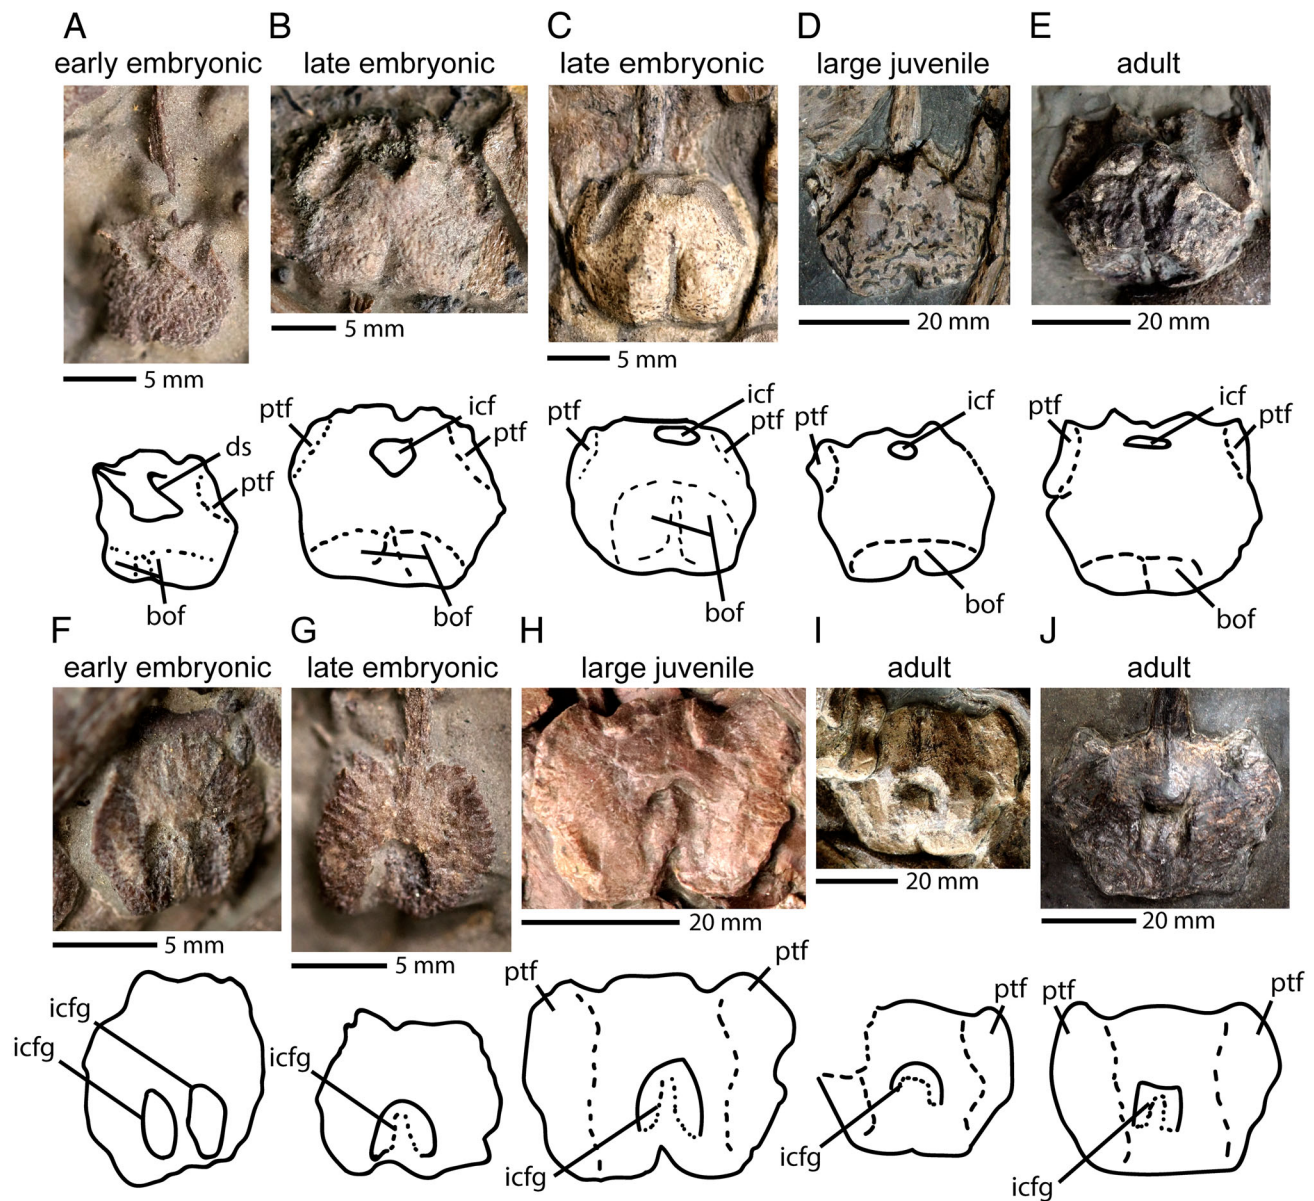 A
early embryonic
B
late embryonic
C
late embryonic
D
large juvenile
E
adult
5 mm
5 mm
5 mm
20 mm
20 mm
ds
ptf
bof
ptf
icf
ptf
bof
ptf
icf
ptf
bof
ptf
icf
bof
ptf
icf
ptf
bof
F
early embryonic
G
late embryonic
H
large juvenile
I
adult
J
adult
5 mm
5 mm
20 mm
20 mm
20 mm
icfg
icfg
icfg
ptf
ptf
icfg
ptf
icfg
ptf
ptf
icfg